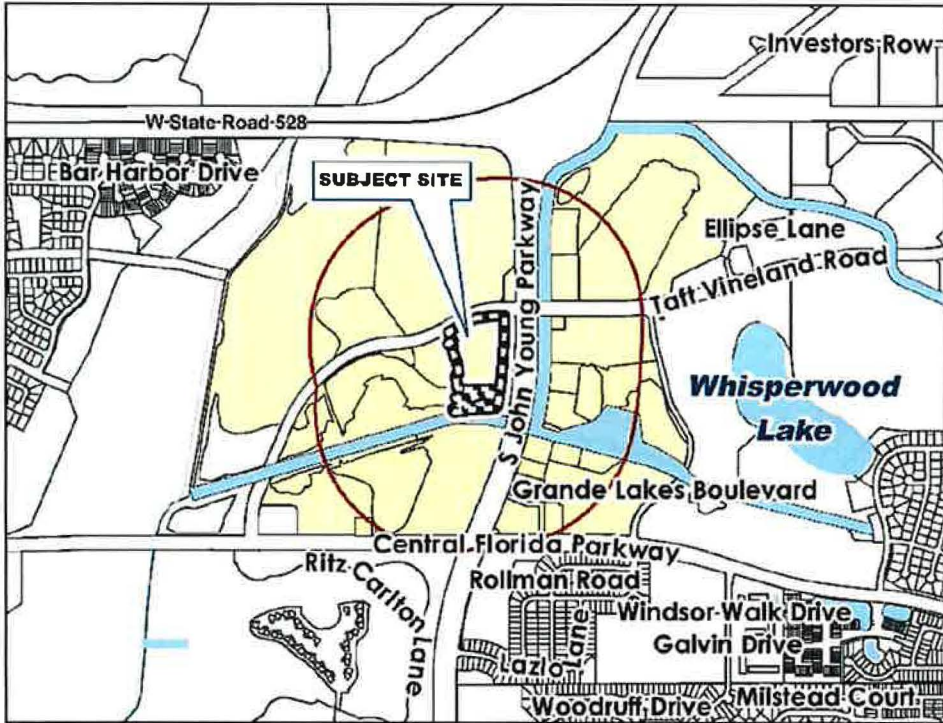 Investors Row
W State Road 528
Bar Harbor Drive
SUBJECT SITE
S John Young Parkway
Ellipse Lane
Taft Vineland Road
Whisperwood
Lake
Grande Lakes Boulevard
Central Florida Parkway
Ritz Carlton Lane
Rollman Road
Windsor Walk Drive
Galvin Drive
Lazlo Lane
Woodruff Drive
Milstead Court